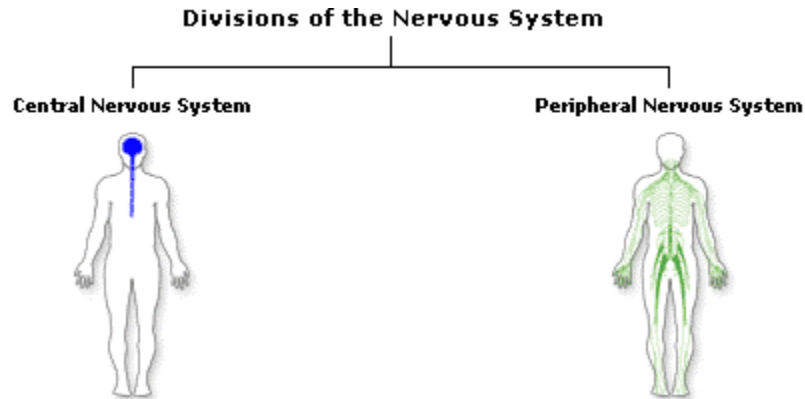 Divisions of the Nervous System
Central Nervous System
Peripheral Nervous System